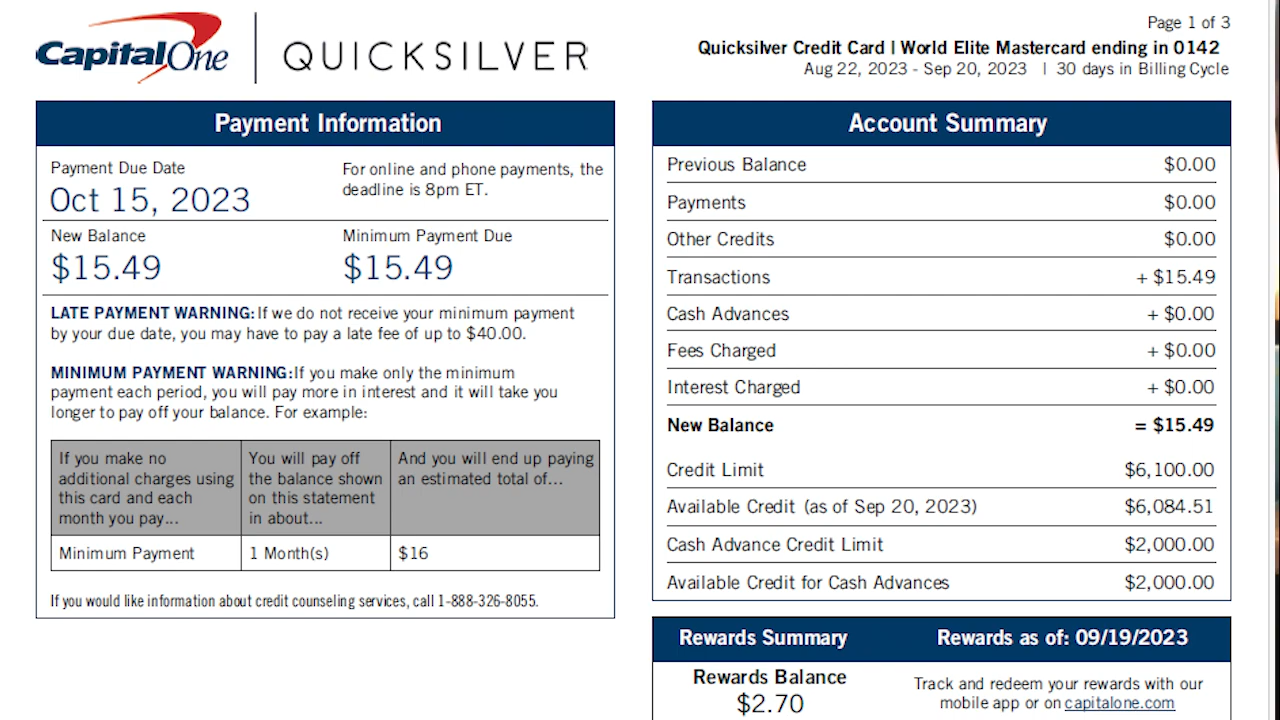 Page 1 of 3
CapitalOne | QUICKSILVER
Quicksilver Credit Card | World Elite Mastercard ending in 0142
Aug 22, 2023 - Sep 20, 2023 | 30 days in Billing Cycle
Payment Information
Payment Due Date
Oct 15, 2023
For online and phone payments, the
deadline is 8pm ET.
New Balance
$15.49
Minimum Payment Due
$15.49
LATE PAYMENT WARNING: If we do not receive your minimum payment
by your due date, you may have to pay a late fee of up to $40.00.
MINIMUM PAYMENT WARNING: If you make only the minimum
payment each period, you will pay more in interest and it will take you
longer to pay off your balance. For example:
If you make no
additional charges using
this card and each
month you pay...
You will pay off
the balance shown
on this statement
in about...
And you will end up paying
an estimated total of...
Minimum Payment
1 Month(s)
$16
If you would like information about credit counseling services, call 1-888-326-8055.
Account Summary
Previous Balance $0.00
Payments $0.00
Other Credits $0.00
Transactions + $15.49
Cash Advances + $0.00
Fees Charged + $0.00
Interest Charged + $0.00
New Balance = $15.49
Credit Limit $6,100.00
Available Credit (as of Sep 20, 2023) $6,084.51
Cash Advance Credit Limit $2,000.00
Available Credit for Cash Advances $2,000.00
Rewards Summary
Rewards as of: 09/19/2023
Rewards Balance
$2.70
Track and redeem your rewards with our
mobile app or on capitalone.com